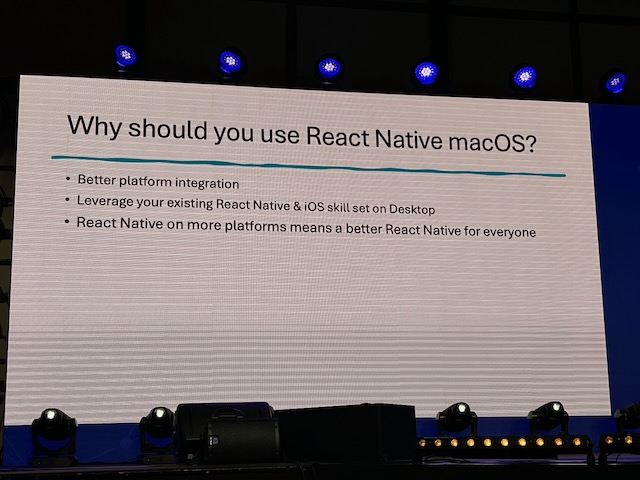 Why should you use React Native macOS?
• Better platform integration
• Leverage your existing React Native & iOS skill set on Desktop
• React Native on more platforms means a better React Native for everyone